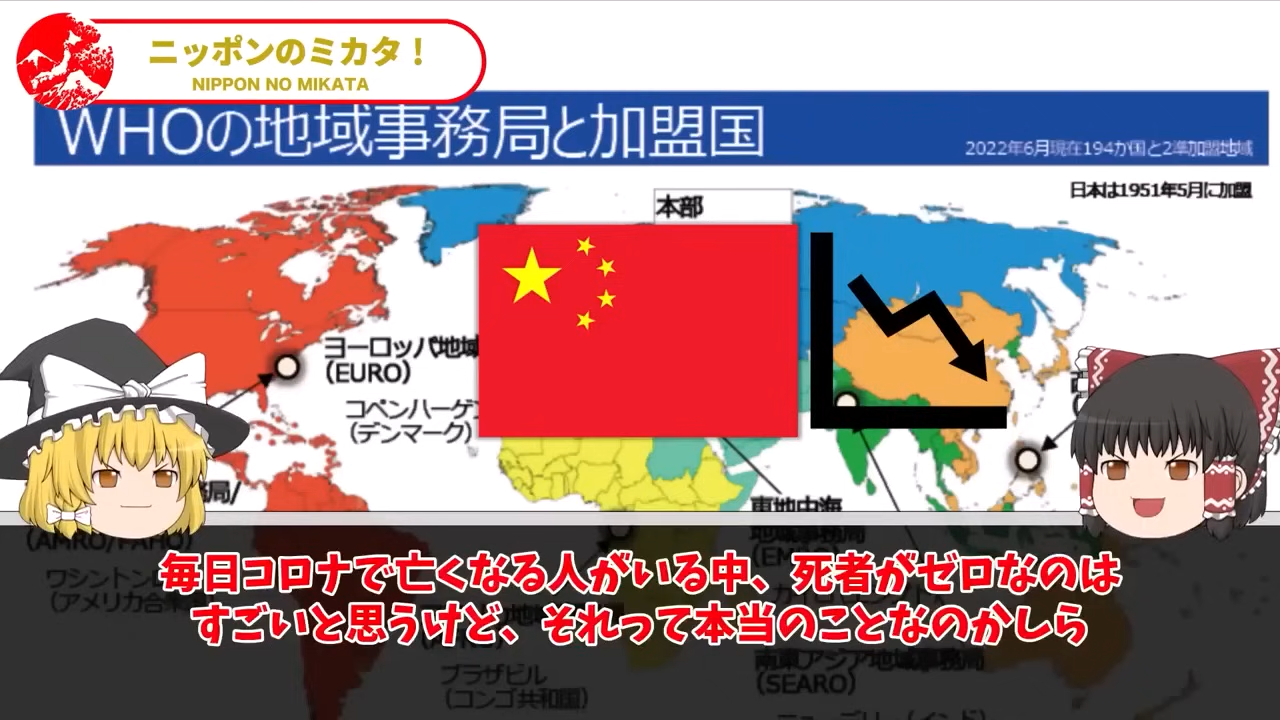 ニッポンのミカタ！
NIPPON NO MIKATA
WHOの地域事務局と加盟国
2022年6月現在194か国と2準加盟地域
日本は1951年5月に加盟
本部
ヨーロッパ地域
(EURO)
コペンハーゲン
(デンマーク)
務局/
(AMRO/PAHO)
ワシントン
(アメリカ合
東地中海
地域事務局
毎日コロナで亡くなる人がいる中、死者がゼロなのは
すごいと思うけど、それって本当のことなのかしら
ブラザビル
(コンゴ共和国)
南東アジア地域事務局
(SEARO)